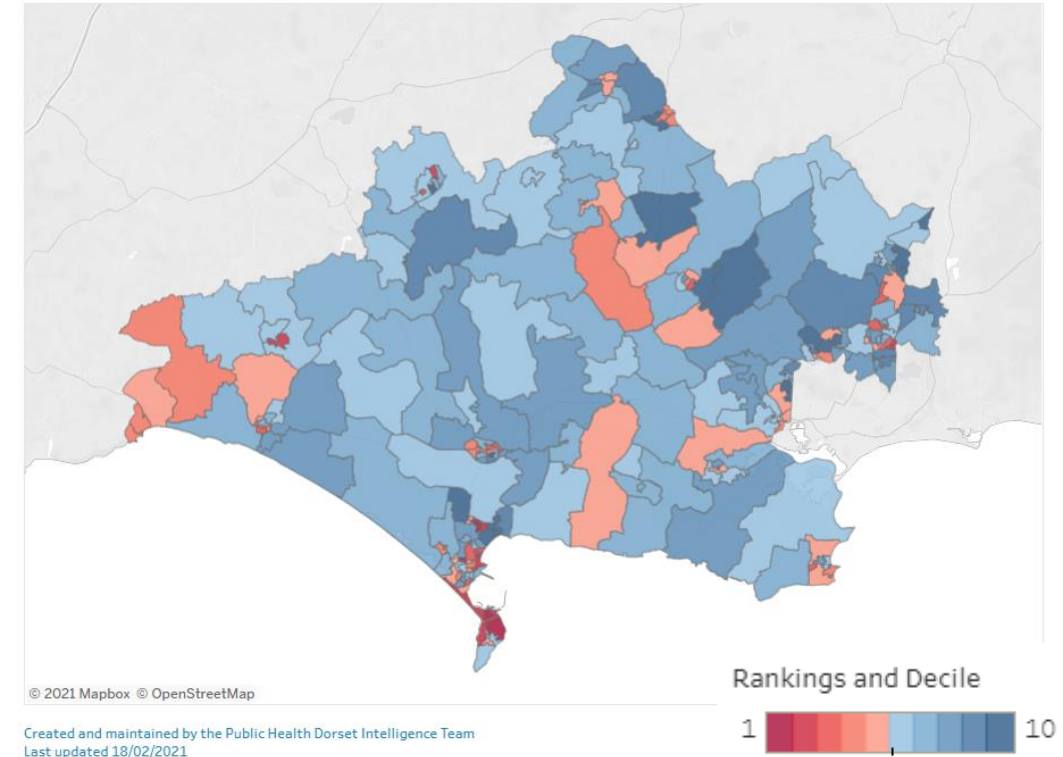 © 2021 Mapbox © OpenStreetMap
Rankings and Decile
1 10
Created and maintained by the Public Health Dorset Intelligence Team
Last updated 18/02/2021